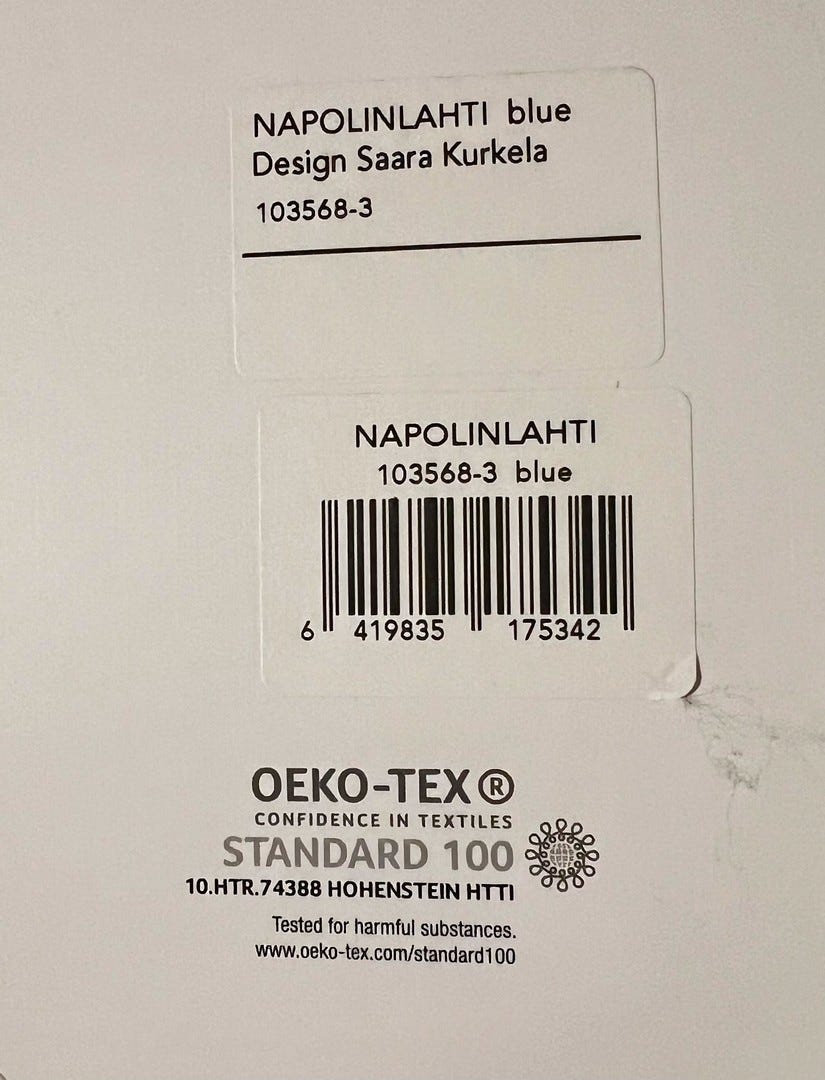 NAPOLINLAHTI blue
Design Saara Kurkela
103568-3
NAPOLINLAHTI
103568-3 blue
6 419835 175342
OEKO-TEX®
CONFIDENCE IN TEXTILES
STANDARD 100
10.HTR.74388 HOHENSTEIN HTTI
Tested for harmful substances.
www.oeko-tex.com/standard100